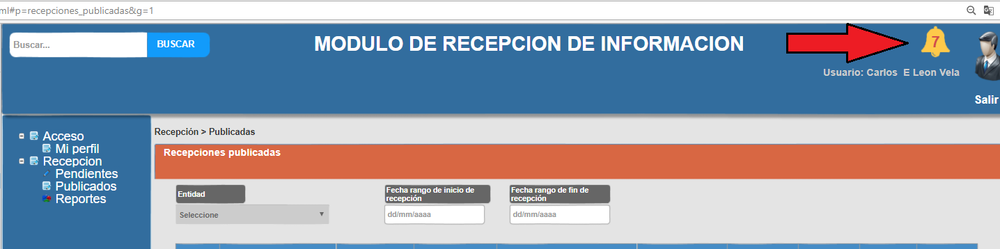 ml#p=recepciones_publicadas&g=1
Buscar...
BUSCAR
MODULO DE RECEPCION DE INFORMACION
7
Usuario: Carlos  E Leon Vela
Salir
Acceso
Mi perfil
Recepcion
Pendientes
Publicados
Reportes
Recepción > Publicadas
Recepciones publicadas
Entidad
Seleccione
Fecha rango de inicio de
recepción
dd/mm/aaaa
Fecha rango de fin de
recepción
dd/mm/aaaa